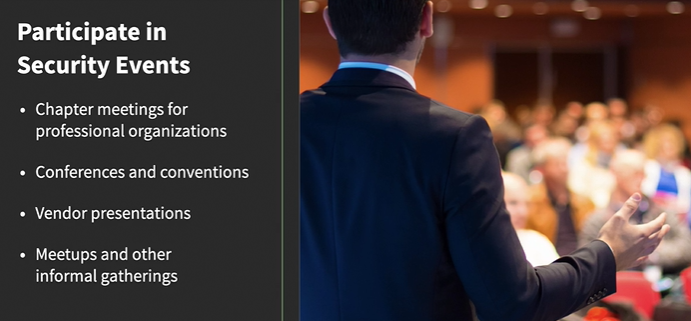 Participate in
Security Events
• Chapter meetings for
professional organizations
• Conferences and conventions
• Vendor presentations
• Meetups and other
informal gatherings